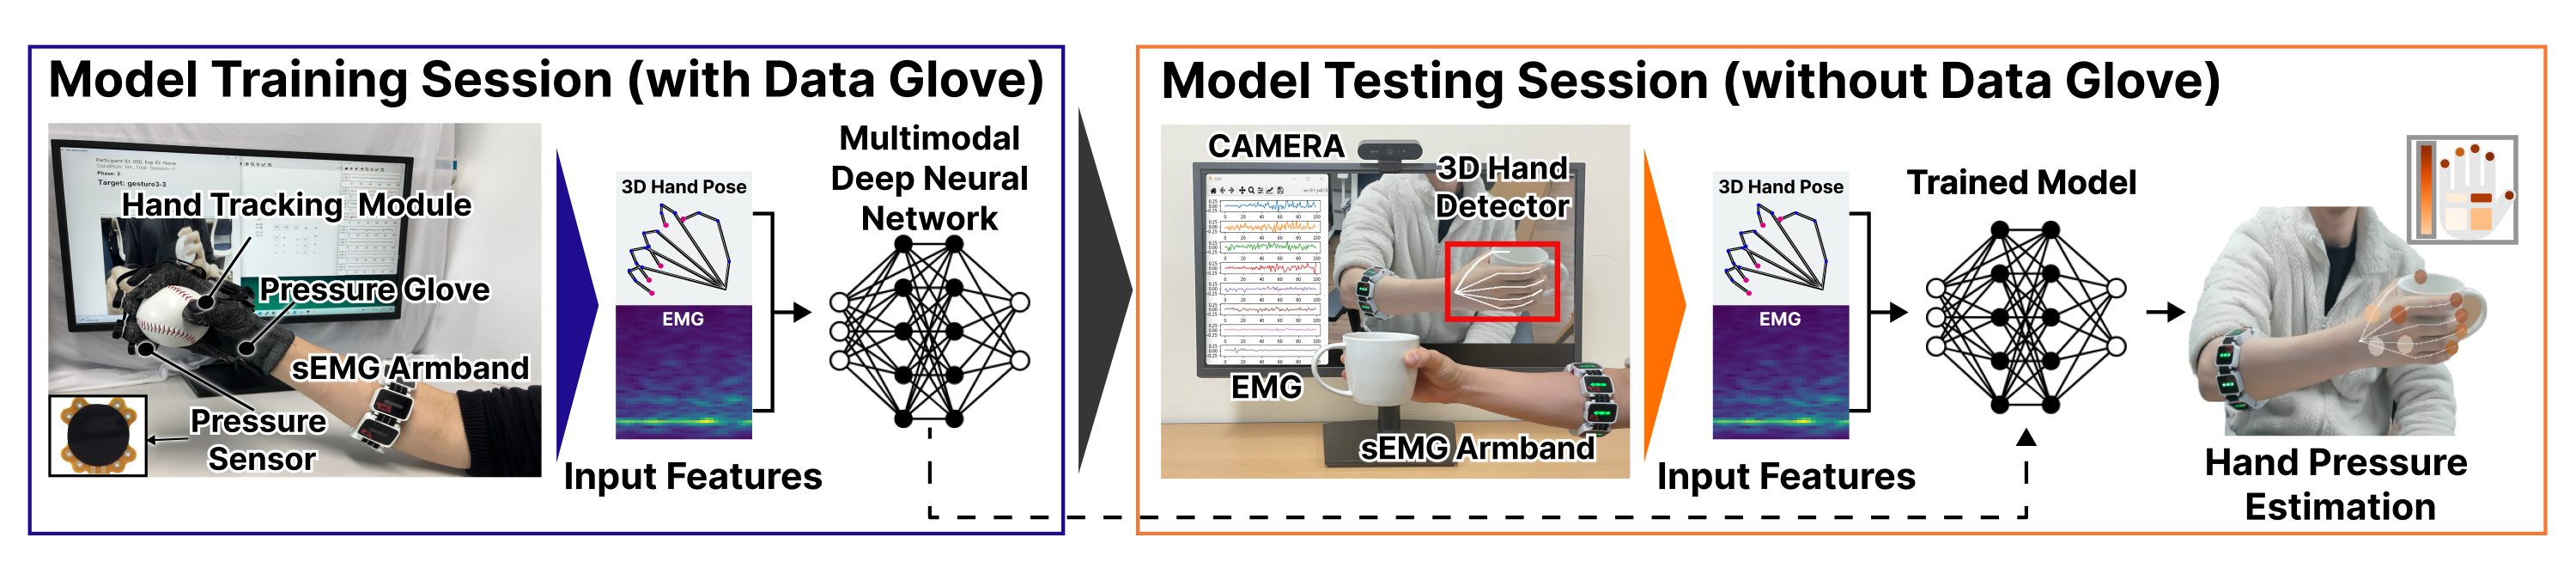 Model Training Session (with Data Glove)
Participant ID: 000, Exp ID: None
Phase: 2
Target: gesture3-3
Hand Tracking Module
Pressure Glove
sEMG Armband
Pressure
Sensor
3D Hand Pose
EMG
Input Features
Multimodal
Deep Neural
Network
Model Testing Session (without Data Glove)
CAMERA
3D Hand
Detector
EMG
sEMG Armband
3D Hand Pose
EMG
Input Features
Trained Model
Hand Pressure
Estimation